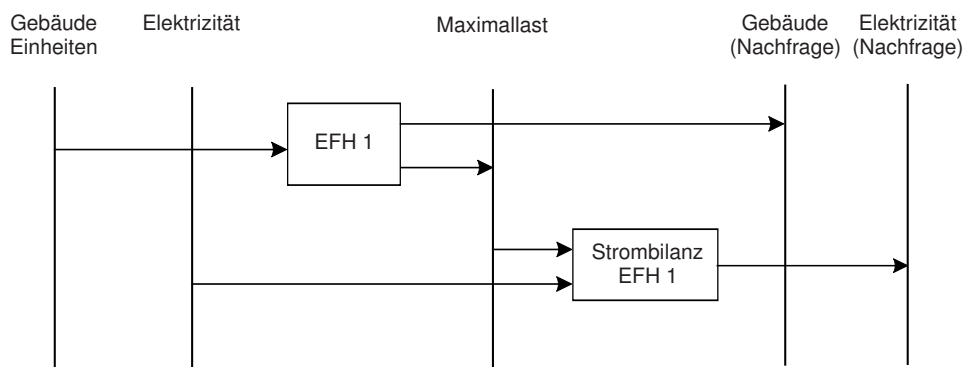 Gebäude
Einheiten
Elektrizität
Maximallast
Gebäude
(Nachfrage)
Elektrizität
(Nachfrage)
EFH 1
Strombilanz
EFH 1